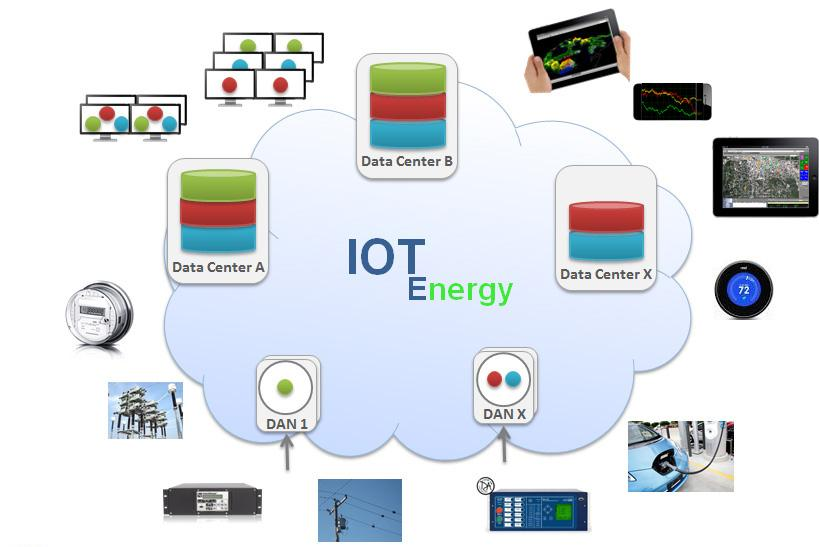 Data Center B
Data Center A
Data Center X
IOT
Energy
72
DAN 1
DAN X